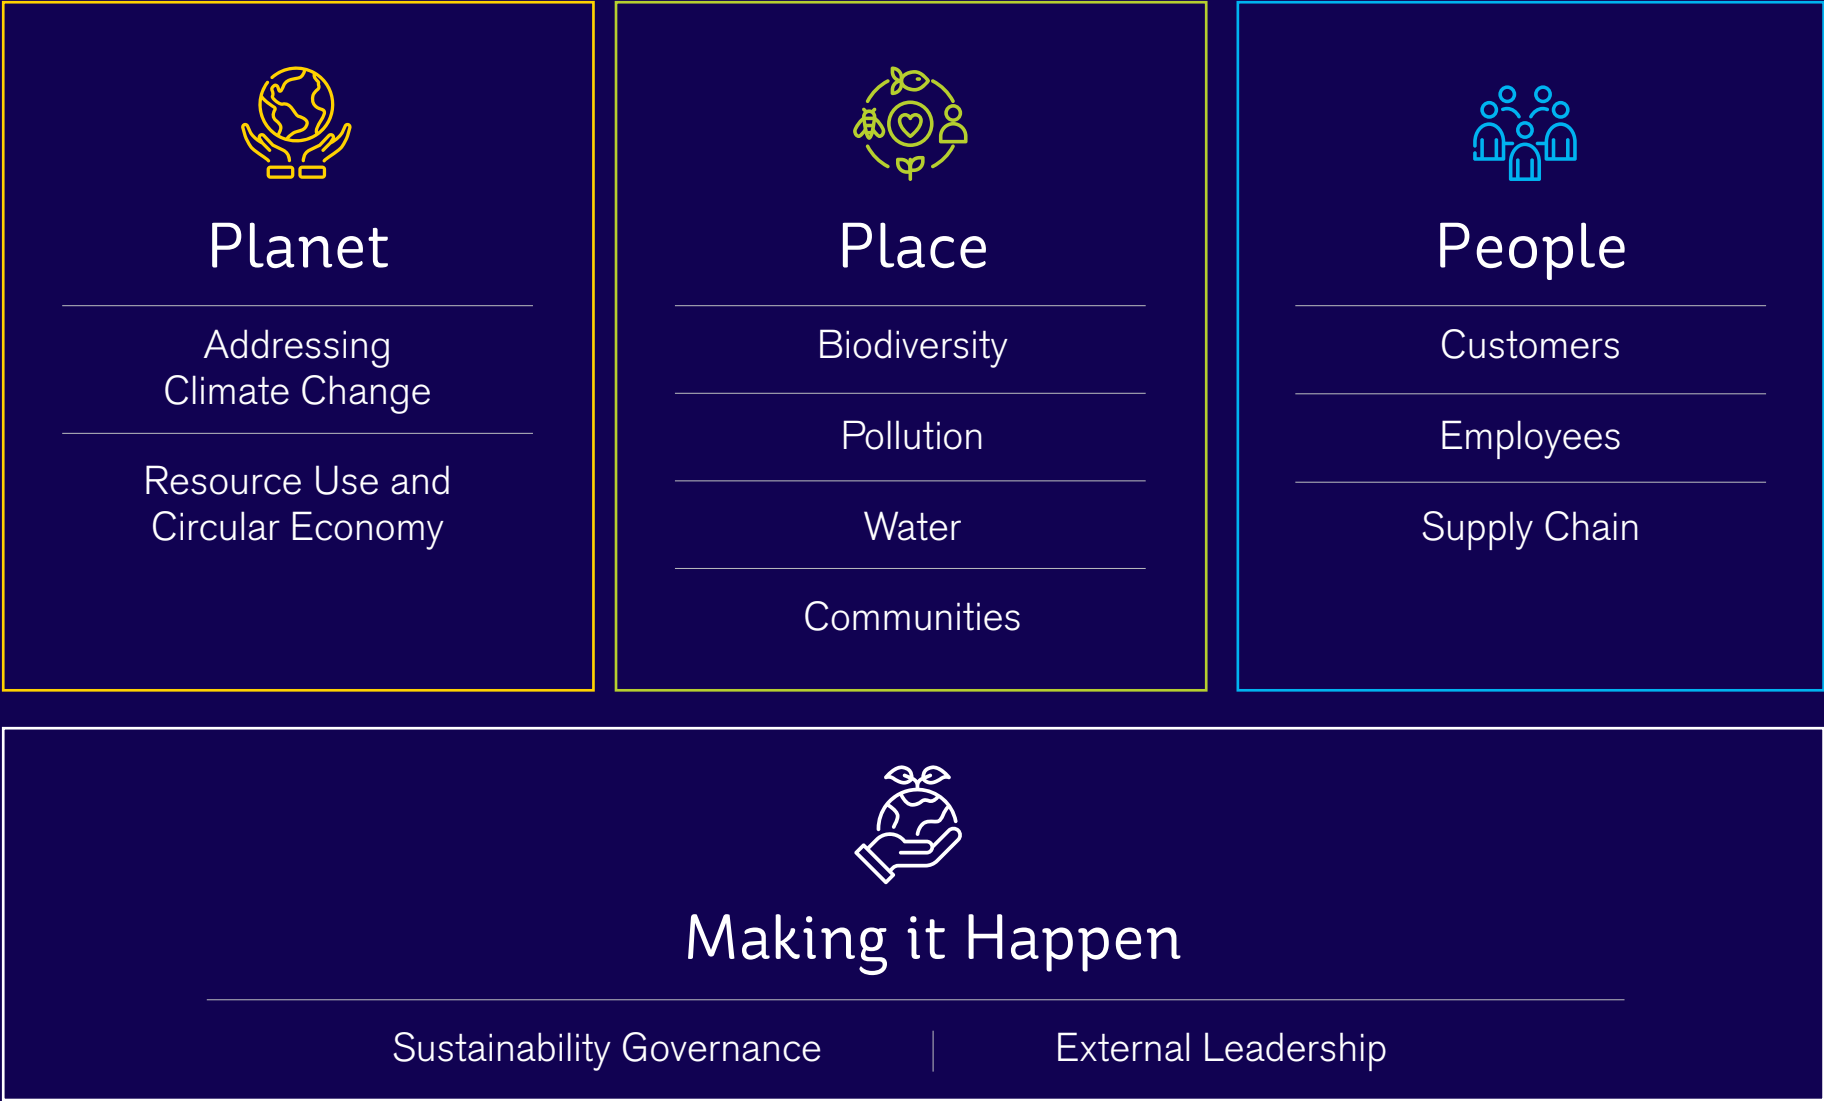 Planet
Addressing
Climate Change
Resource Use and
Circular Economy
Place
Biodiversity
Pollution
Water
Communities
People
Customers
Employees
Supply Chain
Making it Happen
Sustainability Governance
External Leadership